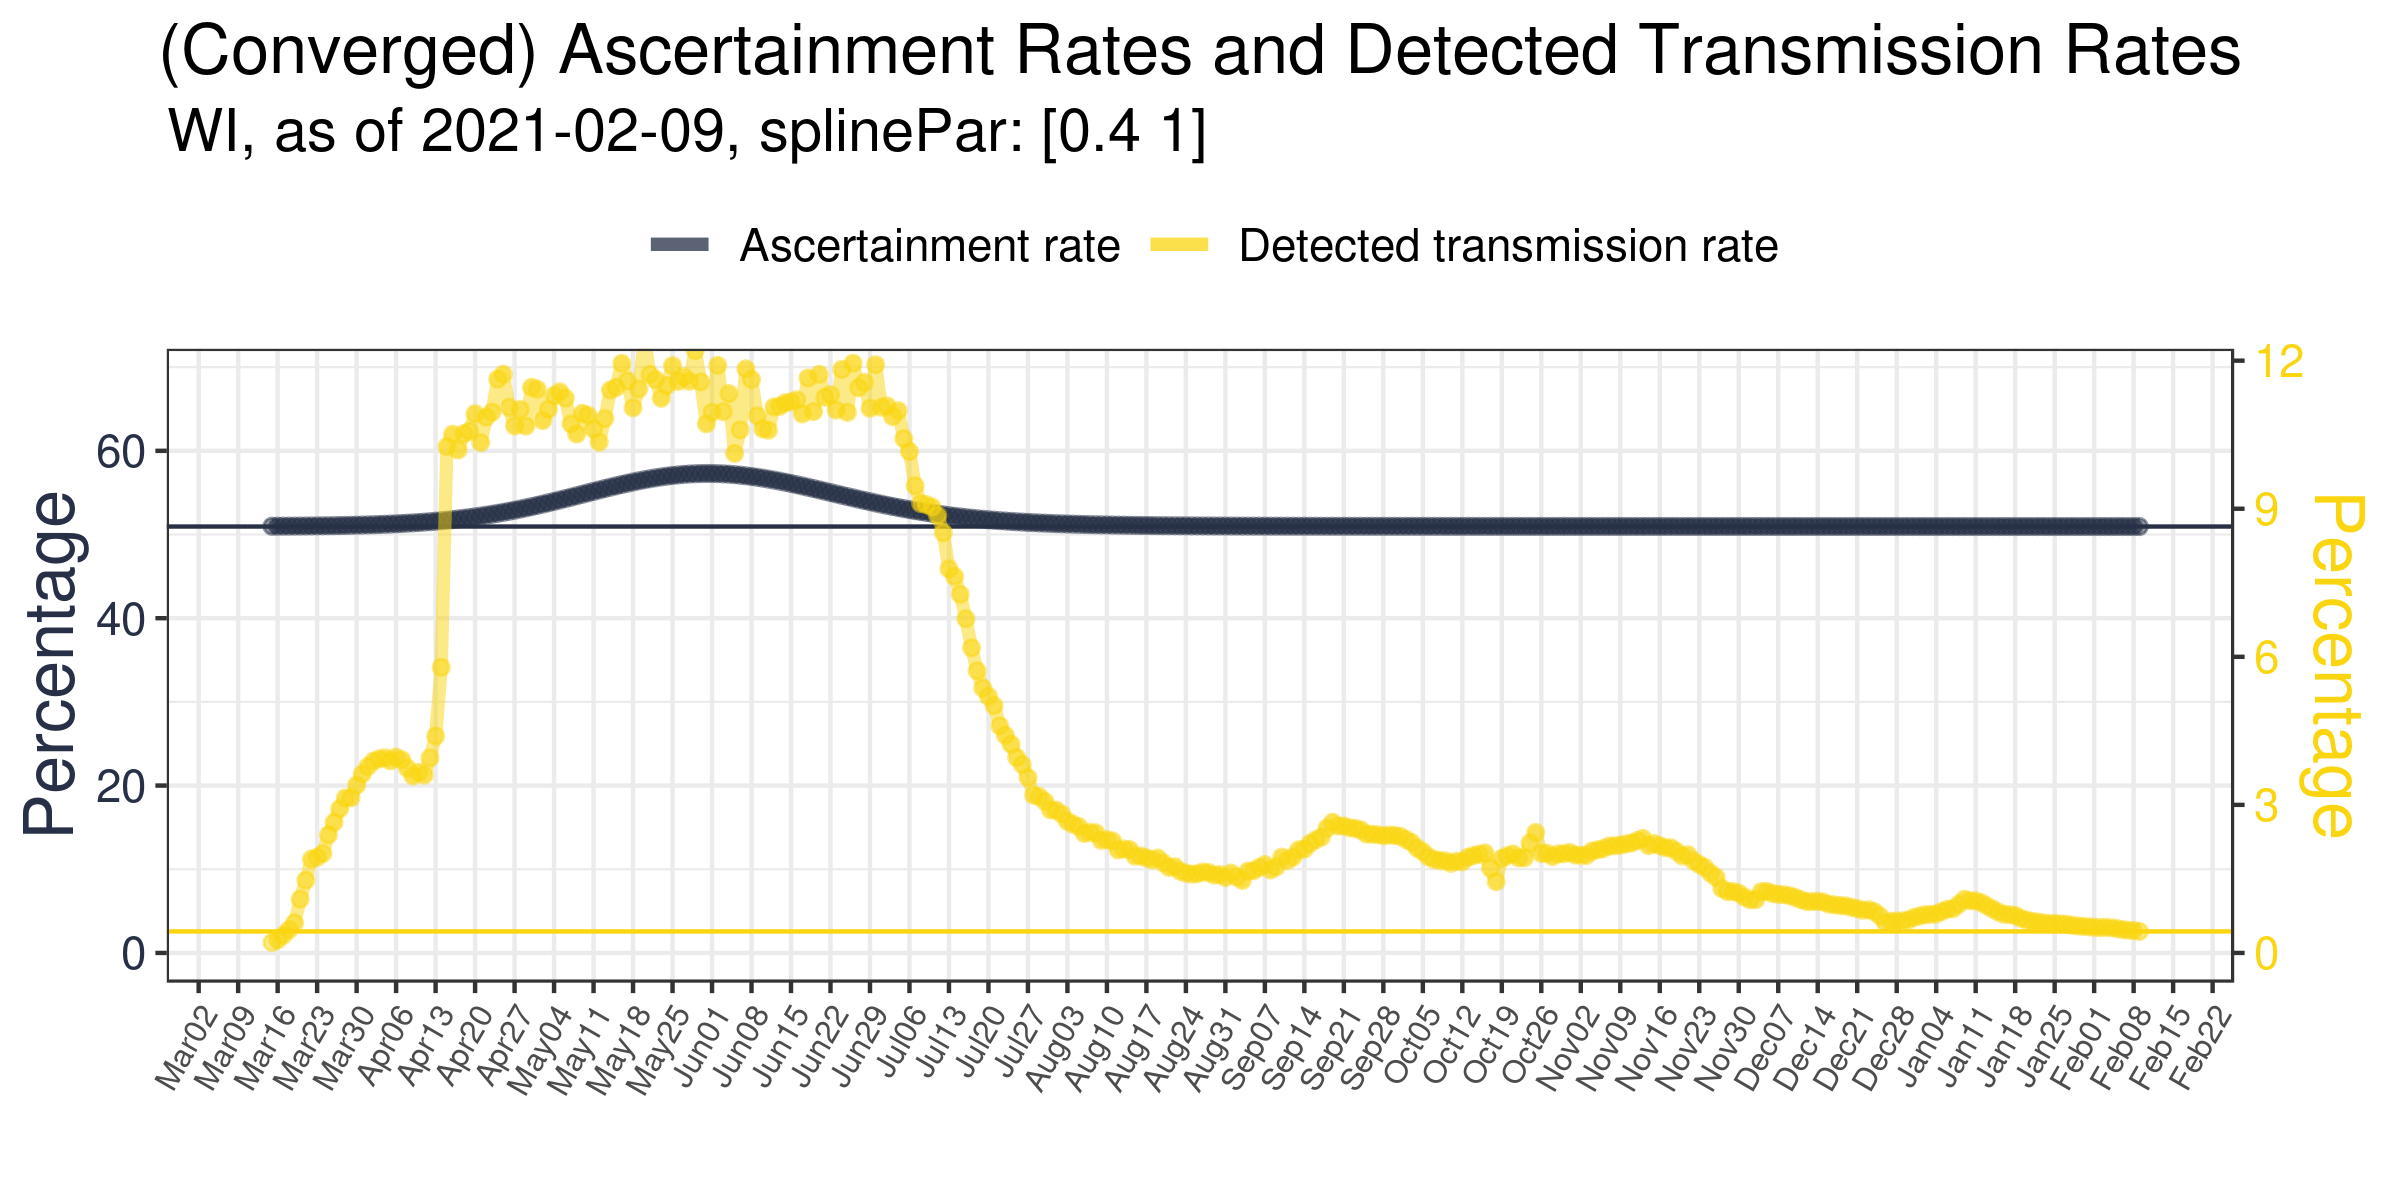 (Converged) Ascertainment Rates and Detected Transmission Rates
WI, as of 2021-02-09, splinePar: [0.4 1]
Ascertainment rate
Detected transmission rate
Percentage
60
40
20
0
12
9
6
3
0
Percentage
Mar02
Mar09
Mar16
Mar23
Mar30
Apr06
Apr13
Apr20
Apr27
May04
May11
May18
May25
Jun01
Jun08
Jun15
Jun22
Jun29
Jul06
Jul13
Jul20
Jul27
Aug03
Aug10
Aug17
Aug24
Aug31
Sep07
Sep14
Sep21
Sep28
Oct05
Oct12
Oct19
Oct26
Nov02
Nov09
Nov16
Nov23
Nov30
Dec07
Dec14
Dec21
Dec28
Jan04
Jan11
Jan18
Jan25
Feb01
Feb08
Feb15
Feb22